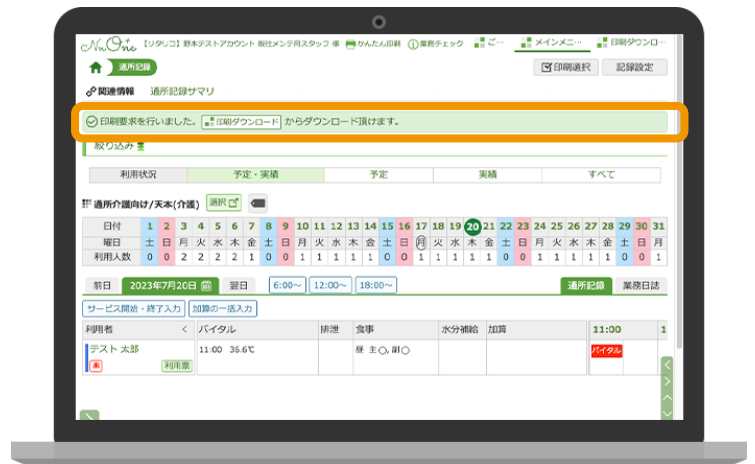 NuOne 【リタリコ】野本テストアカウント 販社メンテ用スタッフ 様 かんたん印刷 業務チェック ご… メインメニ… 印刷ダウンロ…
通所記録 印刷選択 記録設定
関連情報 通所記録サマリ
印刷要求を行いました。 印刷ダウンロード からダウンロード頂けます。
絞り込み
利用状況 予定・実績 予定 実績 すべて
通所介護向け/天本(介護) 選択
日付 1 2 3 4 5 6 7 8 9 10 11 12 13 14 15 16 17 18 19 20 21 22 23 24 25 26 27 28 29 30 31
曜日 土 日 月 火 水 木 金 土 日 月 火 水 木 金 土 日 月 火 水 木 金 土 日 月 火 水 木 金 土 日 月
利用人数 0 0 2 2 2 2 1 0 0 1 1 1 1 1 0 0 1 1 1 1 1 0 0 1 1 1 1 1 0 0 1
前日 2023年7月20日 翌日 6:00～ 12:00～ 18:00～ 通所記録 業務日誌
サービス開始・終了入力 加算の一括入力
利用者 < バイタル 排泄 食事 水分補給 加算 11:00 1
テスト 太郎 11:00 36.6℃ 昼 主〇, 副〇 バイタル
未 利用票